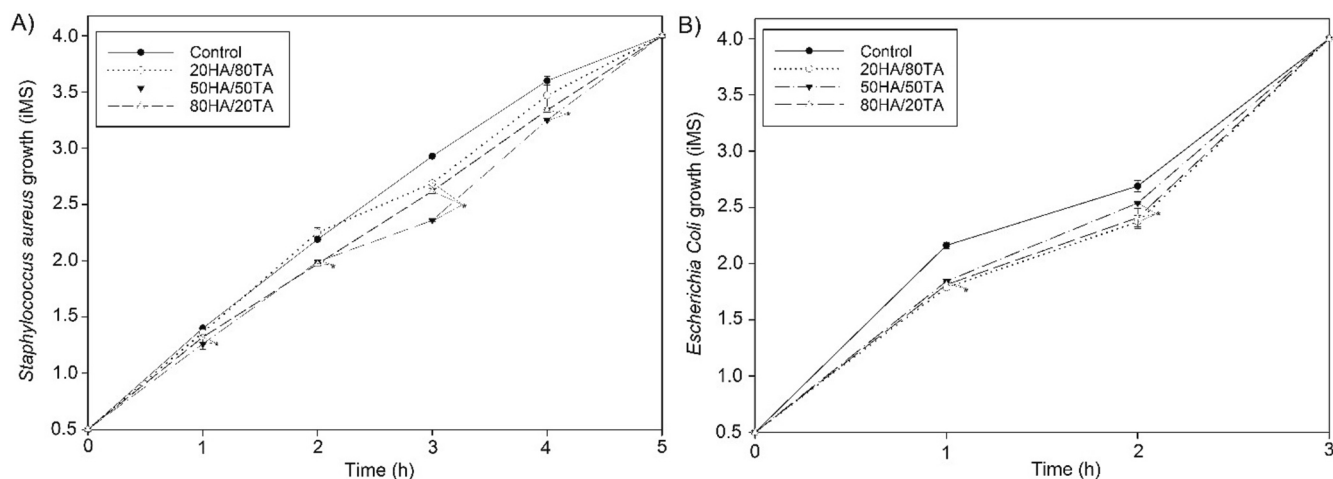 A)
Staphylococcus aureus growth (iMS)
4.0
3.5
3.0
2.5
2.0
1.5
1.0
0.5
Control
20HA/80TA
50HA/50TA
80HA/20TA
*
*
*
*
0 1 2 3 4 5
Time (h)
B)
Escherichia Coli growth (iMS)
4.0
3.5
3.0
2.5
2.0
1.5
1.0
0.5
Control
20HA/80TA
50HA/50TA
80HA/20TA
*
*
0 1 2 3
Time (h)